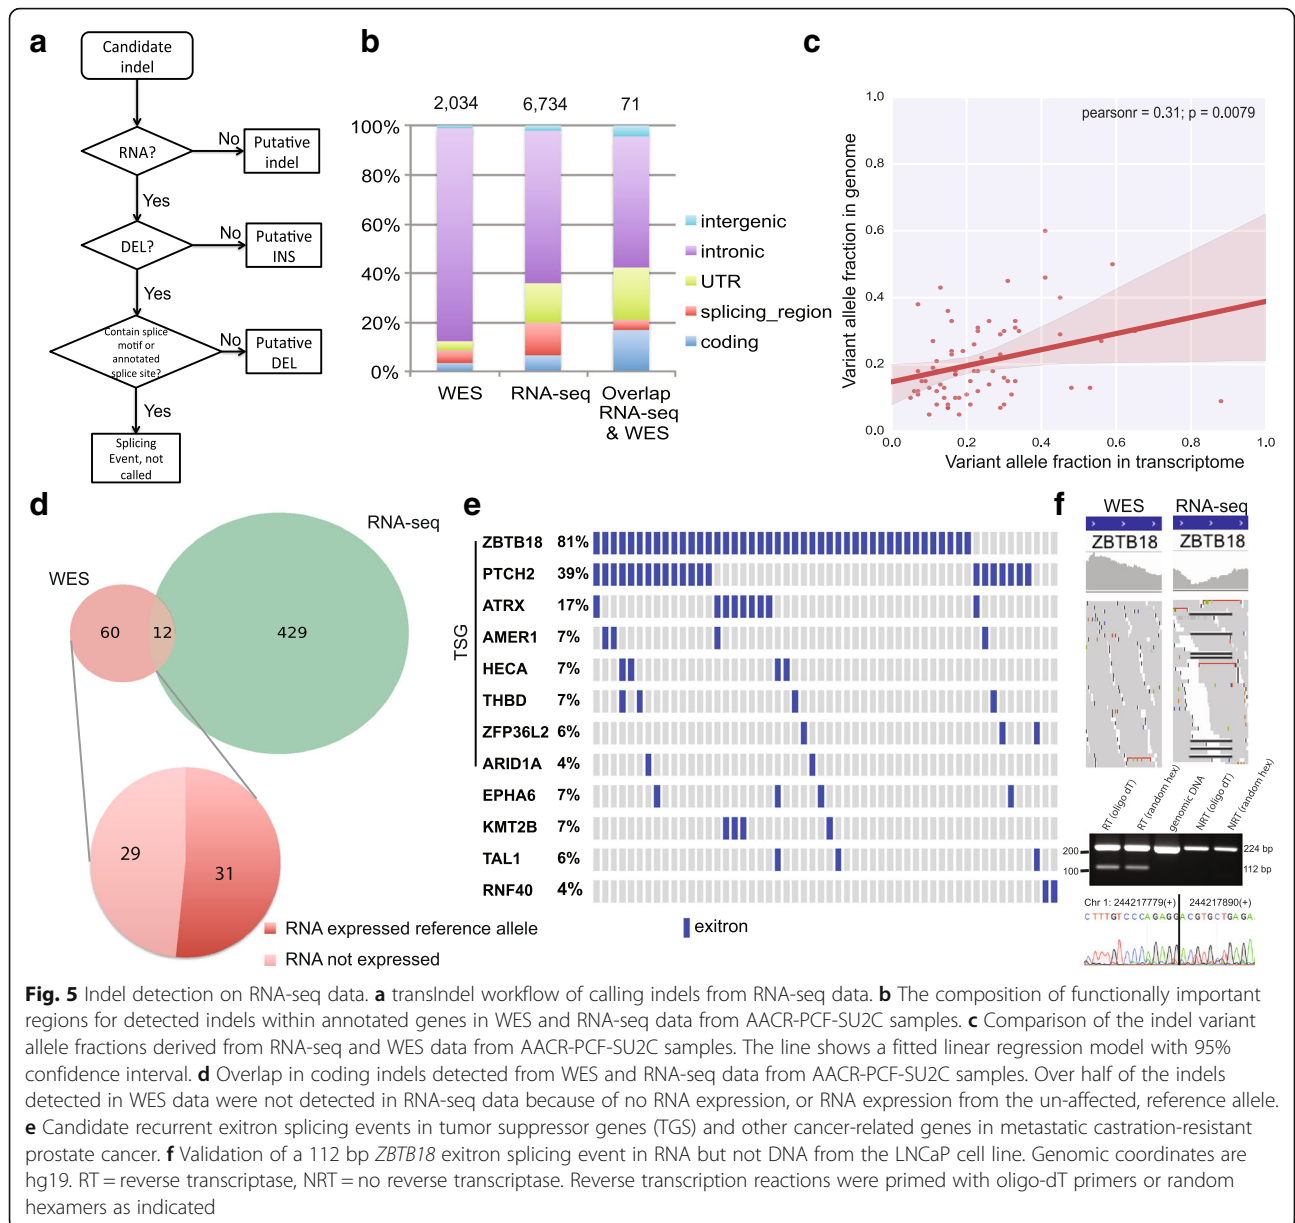 a
Candidate
indel
RNA?
No
Putative
indel
Yes
DEL?
No
Putative
INS
Yes
Contain splice
motif or
annotated
splice site?
No
Putative
DEL
Yes
Splicing
Event, not
called
b
2,034 6,734 71
100%
80%
60%
40%
20%
0%
WES RNA-seq Overlap
RNA-seq
& WES
intergenic
intronic
UTR
splicing_region
coding
c
pearsonr = 0.31; p = 0.0079
Variant allele fraction in genome
1.0
0.8
0.6
0.4
0.2
0.0
0.0 0.2 0.4 0.6 0.8 1.0
Variant allele fraction in transcriptome
d
RNA-seq
WES
60 12 429
29 31
RNA expressed reference allele
RNA not expressed
e
TSG
ZBTB18 81%
PTCH2 39%
ATRX 17%
AMER1 7%
HECA 7%
THBD 7%
ZFP36L2 6%
ARID1A 4%
EPHA6 7%
KMT2B 7%
TAL1 6%
RNF40 4%
exitron
f
WES RNA-seq
ZBTB18 ZBTB18
RT (oligo dT)
RT (random hex)
genomic DNA
NRT (oligo dT)
NRT (random hex)
200
100
224 bp
112 bp
Chr 1: 244217779(+) 244217890(+)
C T T T G T C C C A G A G G A C G T G C T G A G A
Fig. 5 Indel detection on RNA-seq data. a transIndel workflow of calling indels from RNA-seq data. b The composition of functionally important
regions for detected indels within annotated genes in WES and RNA-seq data from AACR-PCF-SU2C samples. c Comparison of the indel variant
allele fractions derived from RNA-seq and WES data from AACR-PCF-SU2C samples. The line shows a fitted linear regression model with 95%
confidence interval. d Overlap in coding indels detected from WES and RNA-seq data from AACR-PCF-SU2C samples. Over half of the indels
detected in WES data were not detected in RNA-seq data because of no RNA expression, or RNA expression from the un-affected, reference allele.
e Candidate recurrent exitron splicing events in tumor suppressor genes (TGS) and other cancer-related genes in metastatic castration-resistant
prostate cancer. f Validation of a 112 bp ZBTB18 exitron splicing event in RNA but not DNA from the LNCaP cell line. Genomic coordinates are
hg19. RT = reverse transcriptase, NRT = no reverse transcriptase. Reverse transcription reactions were primed with oligo-dT primers or random
hexamers as indicated